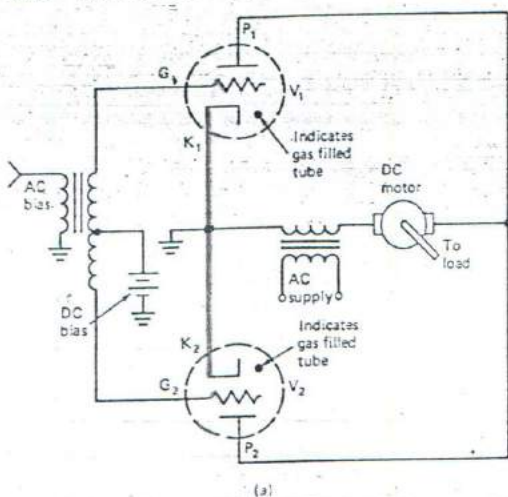 P1
G1
V1
Indicates
gas filled
tube
K1
AC
bias
DC
motor
To
load
AC
supply
DC
bias
K2
Indicates
gas filled
tube
G2
V2
P2
(a)